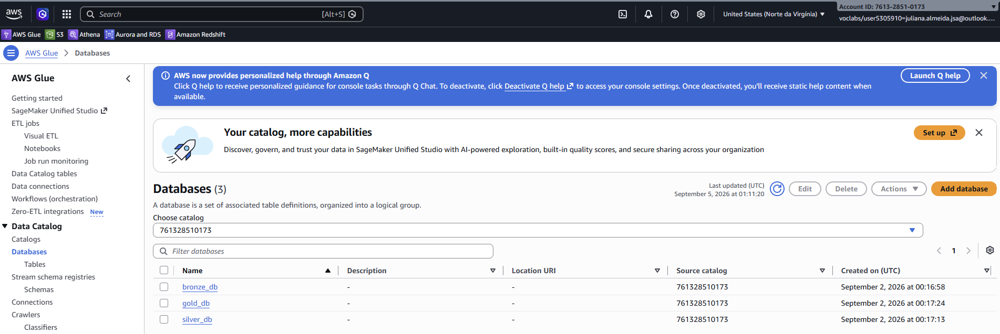 aws
Search [Alt+S]
United States (Norte da Virgínia)
Account ID: 7613-2851-0173
voclabs/user5305910=juliana.almeida.jsa@outlook....
AWS Glue S3 Athena Aurora and RDS Amazon Redshift
AWS Glue Databases
AWS Glue
Getting started
SageMaker Unified Studio
ETL jobs
Visual ETL
Notebooks
Job run monitoring
Data Catalog tables
Data connections
Workflows (orchestration)
Zero-ETL integrations New
Data Catalog
Catalogs
Databases
Tables
Stream schema registries
Schemas
Connections
Crawlers
Classifiers
AWS now provides personalized help through Amazon Q
Click Q help to receive personalized guidance for console tasks through Q Chat. To deactivate, click Deactivate Q help to access your console settings. Once deactivated, you'll receive static help content when
available.
Launch Q help
Your catalog, more capabilities
Discover, govern, and trust your data in SageMaker Unified Studio with AI-powered exploration, built-in quality scores, and secure sharing across your organization
Set up
Databases (3)
Last updated (UTC)
September 5, 2026 at 01:11:20
Edit Delete Actions Add database
A database is a set of associated table definitions, organized into a logical group.
Choose catalog
761328510173
Filter databases
1
Name Description Location URI Source catalog Created on (UTC)
bronze_db - - 761328510173 September 2, 2026 at 00:16:58
gold_db - - 761328510173 September 2, 2026 at 00:17:24
silver_db - - 761328510173 September 2, 2026 at 00:17:13